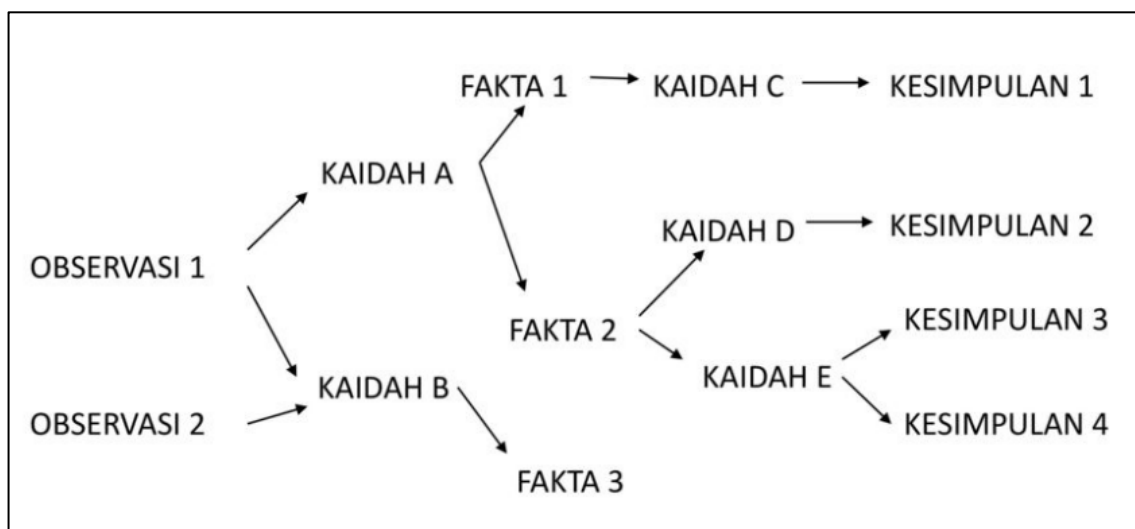 FAKTA 1
KAIDAH C
KESIMPULAN 1
KAIDAH A
KAIDAH D
KESIMPULAN 2
OBSERVASI 1
FAKTA 2
KESIMPULAN 3
KAIDAH E
KAIDAH B
OBSERVASI 2
KESIMPULAN 4
FAKTA 3